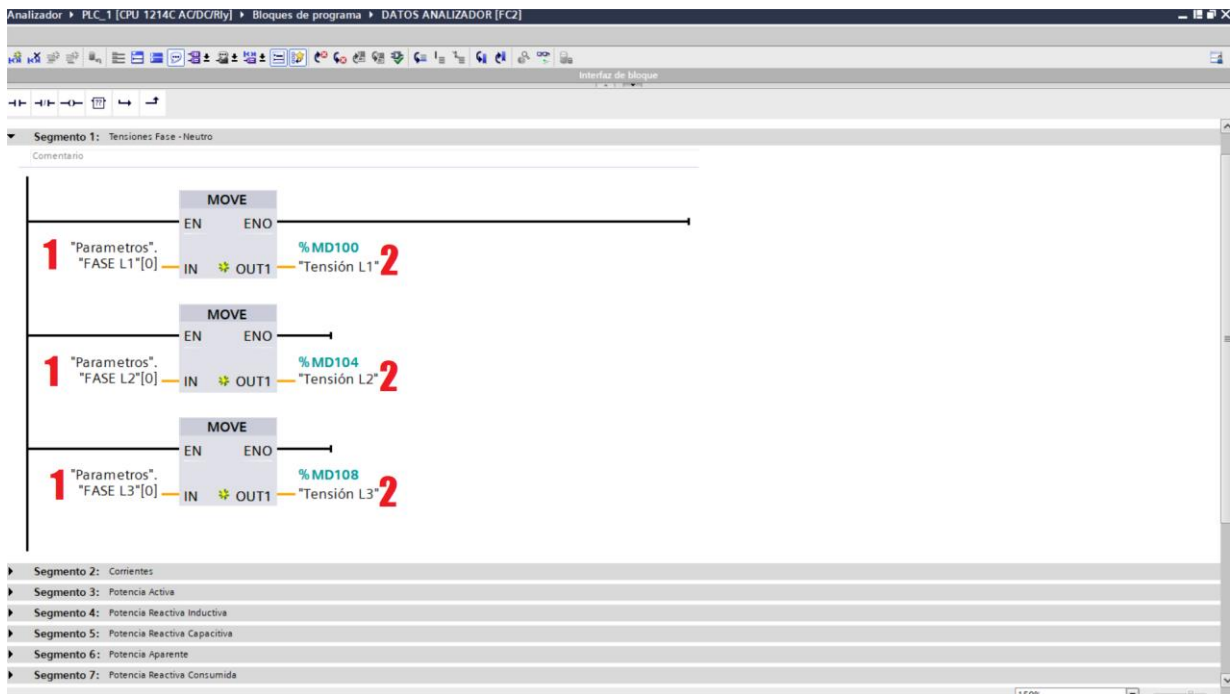 Analizador ▸ PLC_1 [CPU 1214C AC/DC/Rly] ▸ Bloques de programa ▸ DATOS ANALIZADOR [FC2]
Interfaz de bloque
Segmento 1: Tensiones Fase - Neutro
Comentario
MOVE
EN ENO
1 "Parametros". %MD100 2
"FASE L1"[0] IN OUT1 "Tensión L1"
MOVE
EN ENO
1 "Parametros". %MD104 2
"FASE L2"[0] IN OUT1 "Tensión L2"
MOVE
EN ENO
1 "Parametros". %MD108 2
"FASE L3"[0] IN OUT1 "Tensión L3"
Segmento 2: Corrientes
Segmento 3: Potencia Activa
Segmento 4: Potencia Reactiva Inductiva
Segmento 5: Potencia Reactiva Capacitiva
Segmento 6: Potencia Aparente
Segmento 7: Potencia Reactiva Consumida